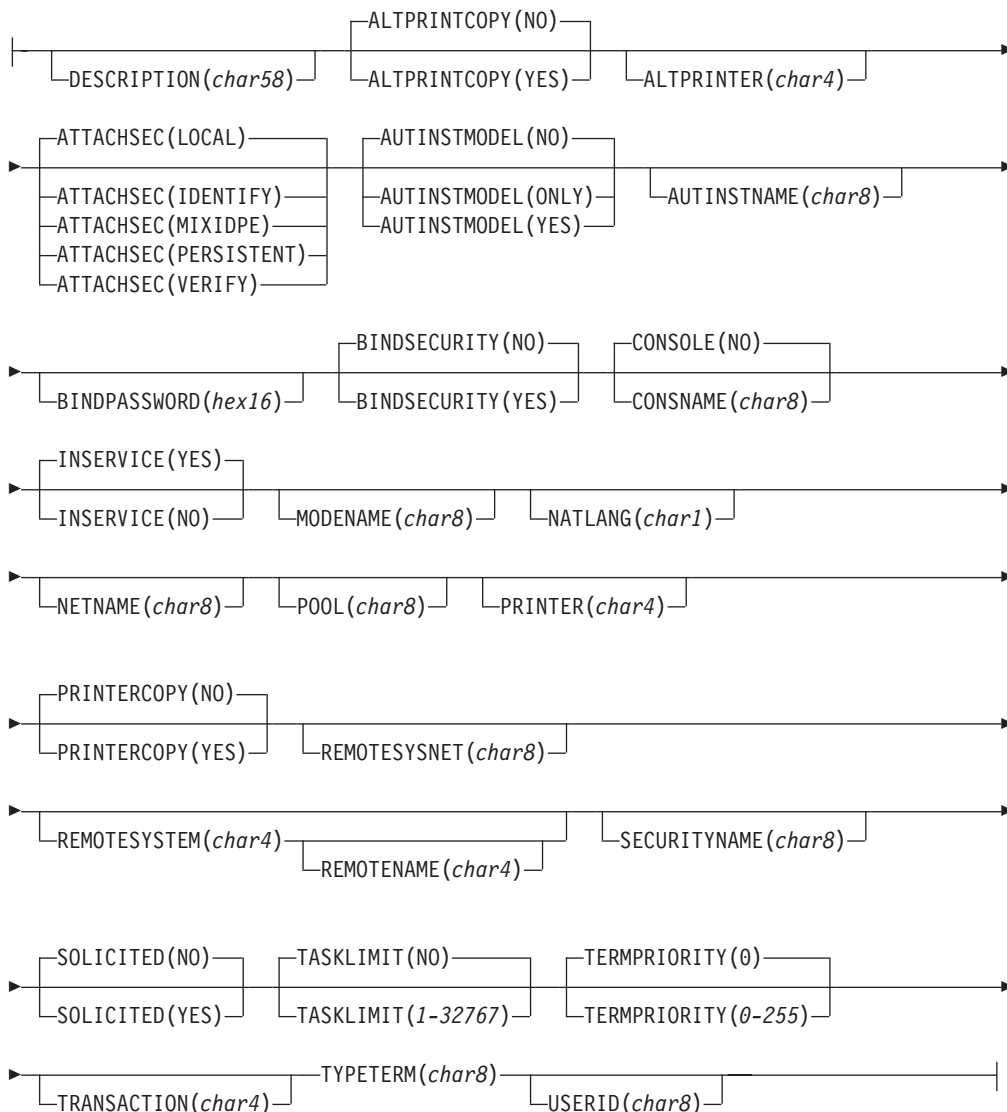 ALTPRINTCOPY(NO)
DESCRIPTION(char58) ALTPRINTCOPY(YES) ALTPRINTER(char4)
ATTACHSEC(LOCAL) AUTINSTMODEL(NO)
ATTACHSEC(IDENTIFY) AUTINSTMODEL(ONLY) AUTINSTNAME(char8)
ATTACHSEC(MIXIDPE) AUTINSTMODEL(YES)
ATTACHSEC(PERSISTENT)
ATTACHSEC(VERIFY)
BINDSECURITY(NO) CONSOLE(NO)
BINDPASSWORD(hex16) BINDSECURITY(YES) CONSNAME(char8)
INSERVICE(YES)
INSERVICE(NO) MODENAME(char8) NATLANG(char1)
NETNAME(char8) POOL(char8) PRINTER(char4)
PRINTERCOPY(NO)
PRINTERCOPY(YES) REMOTESYSNET(char8)
REMOTESYSTEM(char4) SECURITYNAME(char8)
REMOTENAME(char4)
SOLICITED(NO) TASKLIMIT(NO) TERMPRIORITY(0)
SOLICITED(YES) TASKLIMIT(1-32767) TERMPRIORITY(0-255)
TYPETERM(char8)
TRANSACTION(char4) USERID(char8)